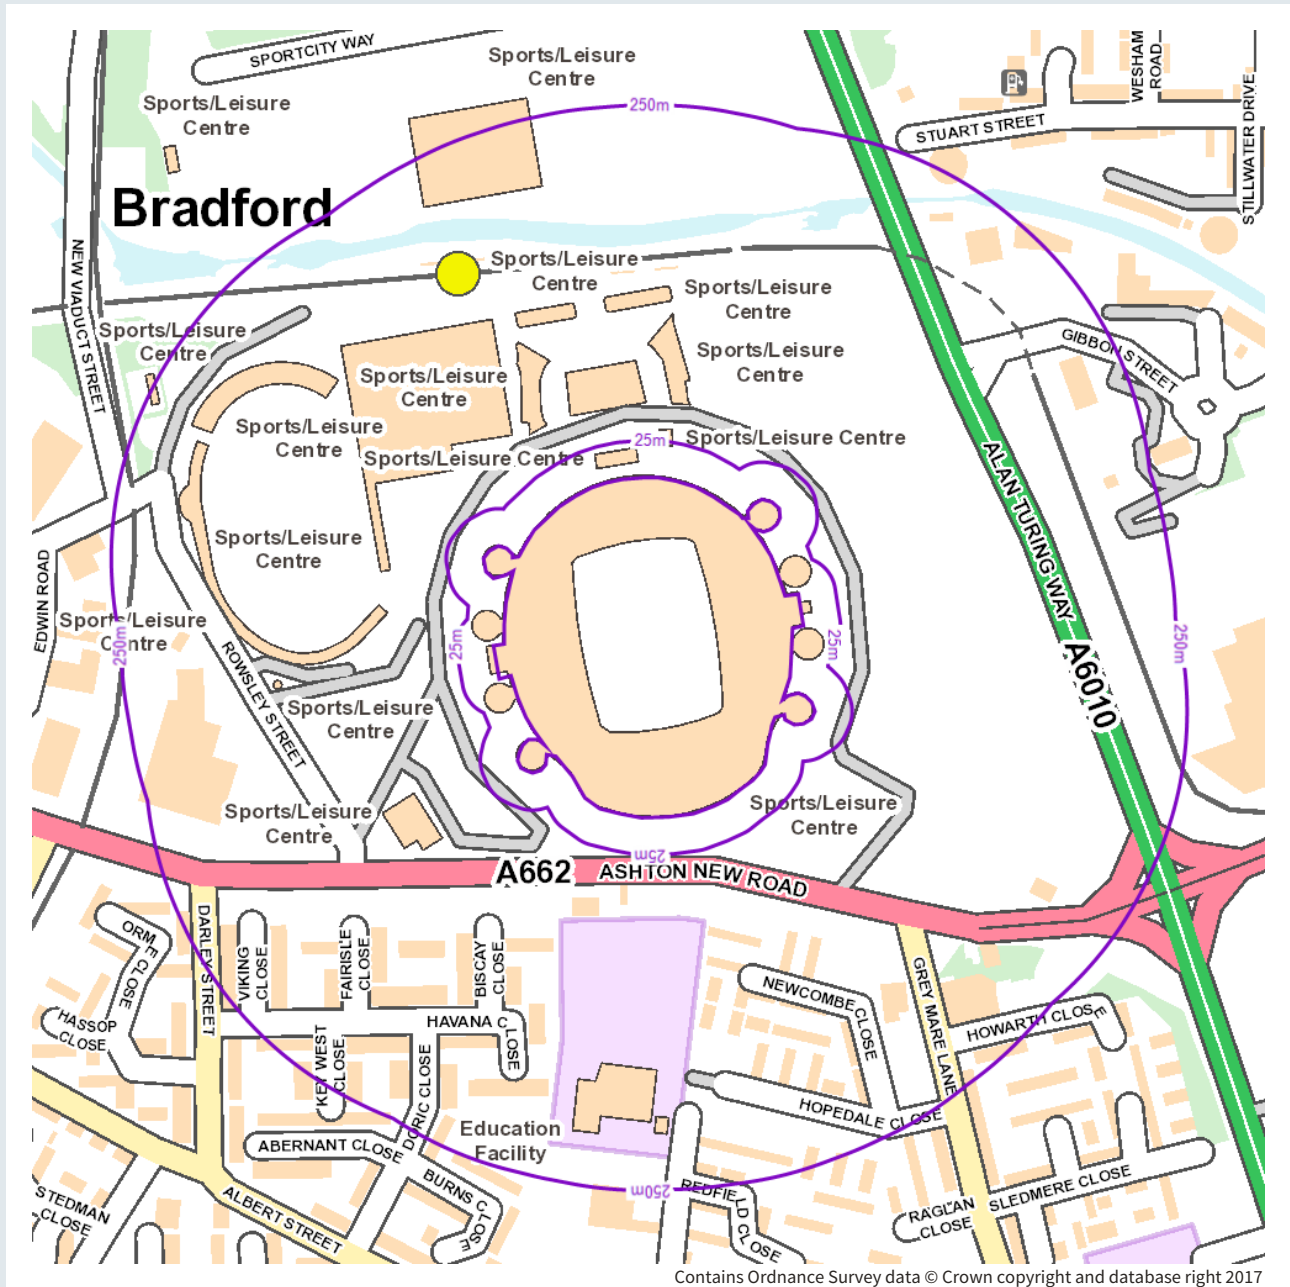 SPORTCITY WAY
Sports/Leisure
Centre
WESHAM
ROAD
Sports/Leisure
Centre
250m
STUART STREET
STILLWATER DRIVE
Bradford
NEW VIADUCT STREET
Sports/Leisure
Centre
Sports/Leisure
Centre
Sports/Leisure
Centre
GIBBON STREET
Sports/Leisure
Centre
Sports/Leisure
Centre
Sports/Leisure
Centre
25m
Sports/Leisure Centre
Sports/Leisure Centre
ALAN TURING WAY
Sports/Leisure
Centre
EDWIN ROAD
Sports/Leisure
Centre
250m
25m
25m
250m
ROWSLEY STREET
A6010
Sports/Leisure
Centre
Sports/Leisure
Centre
Sports/Leisure
Centre
25m
A662
ASHTON NEW ROAD
ORME CLOSE
DARLEY STREET
VIKING
CLOSE
FAIRISLE
CLOSE
BISCAY
CLOSE
NEWCOMBE CLOSE
GREY MARE LANE
HASSOP
CLOSE
HAVANA CLOSE
HOWARTH CLOSE
KEY WEST
CLOSE
DORIC CLOSE
HOPEDALE CLOSE
Education
Facility
ABERNANT CLOSE
BURNS CLOSE
250m
REDFIELD CLOSE
RAGLAN
CLOSE
SLEDMERE CLOSE
STEDMAN
CLOSE
ALBERT STREET
Contains Ordnance Survey data © Crown copyright and database right 2017